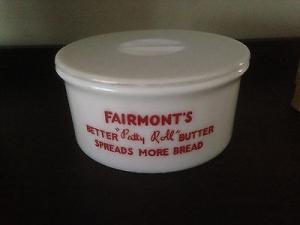 FAIRMONT'S
BETTER "Patty Roll" BUTTER
SPREADS MORE BREAD